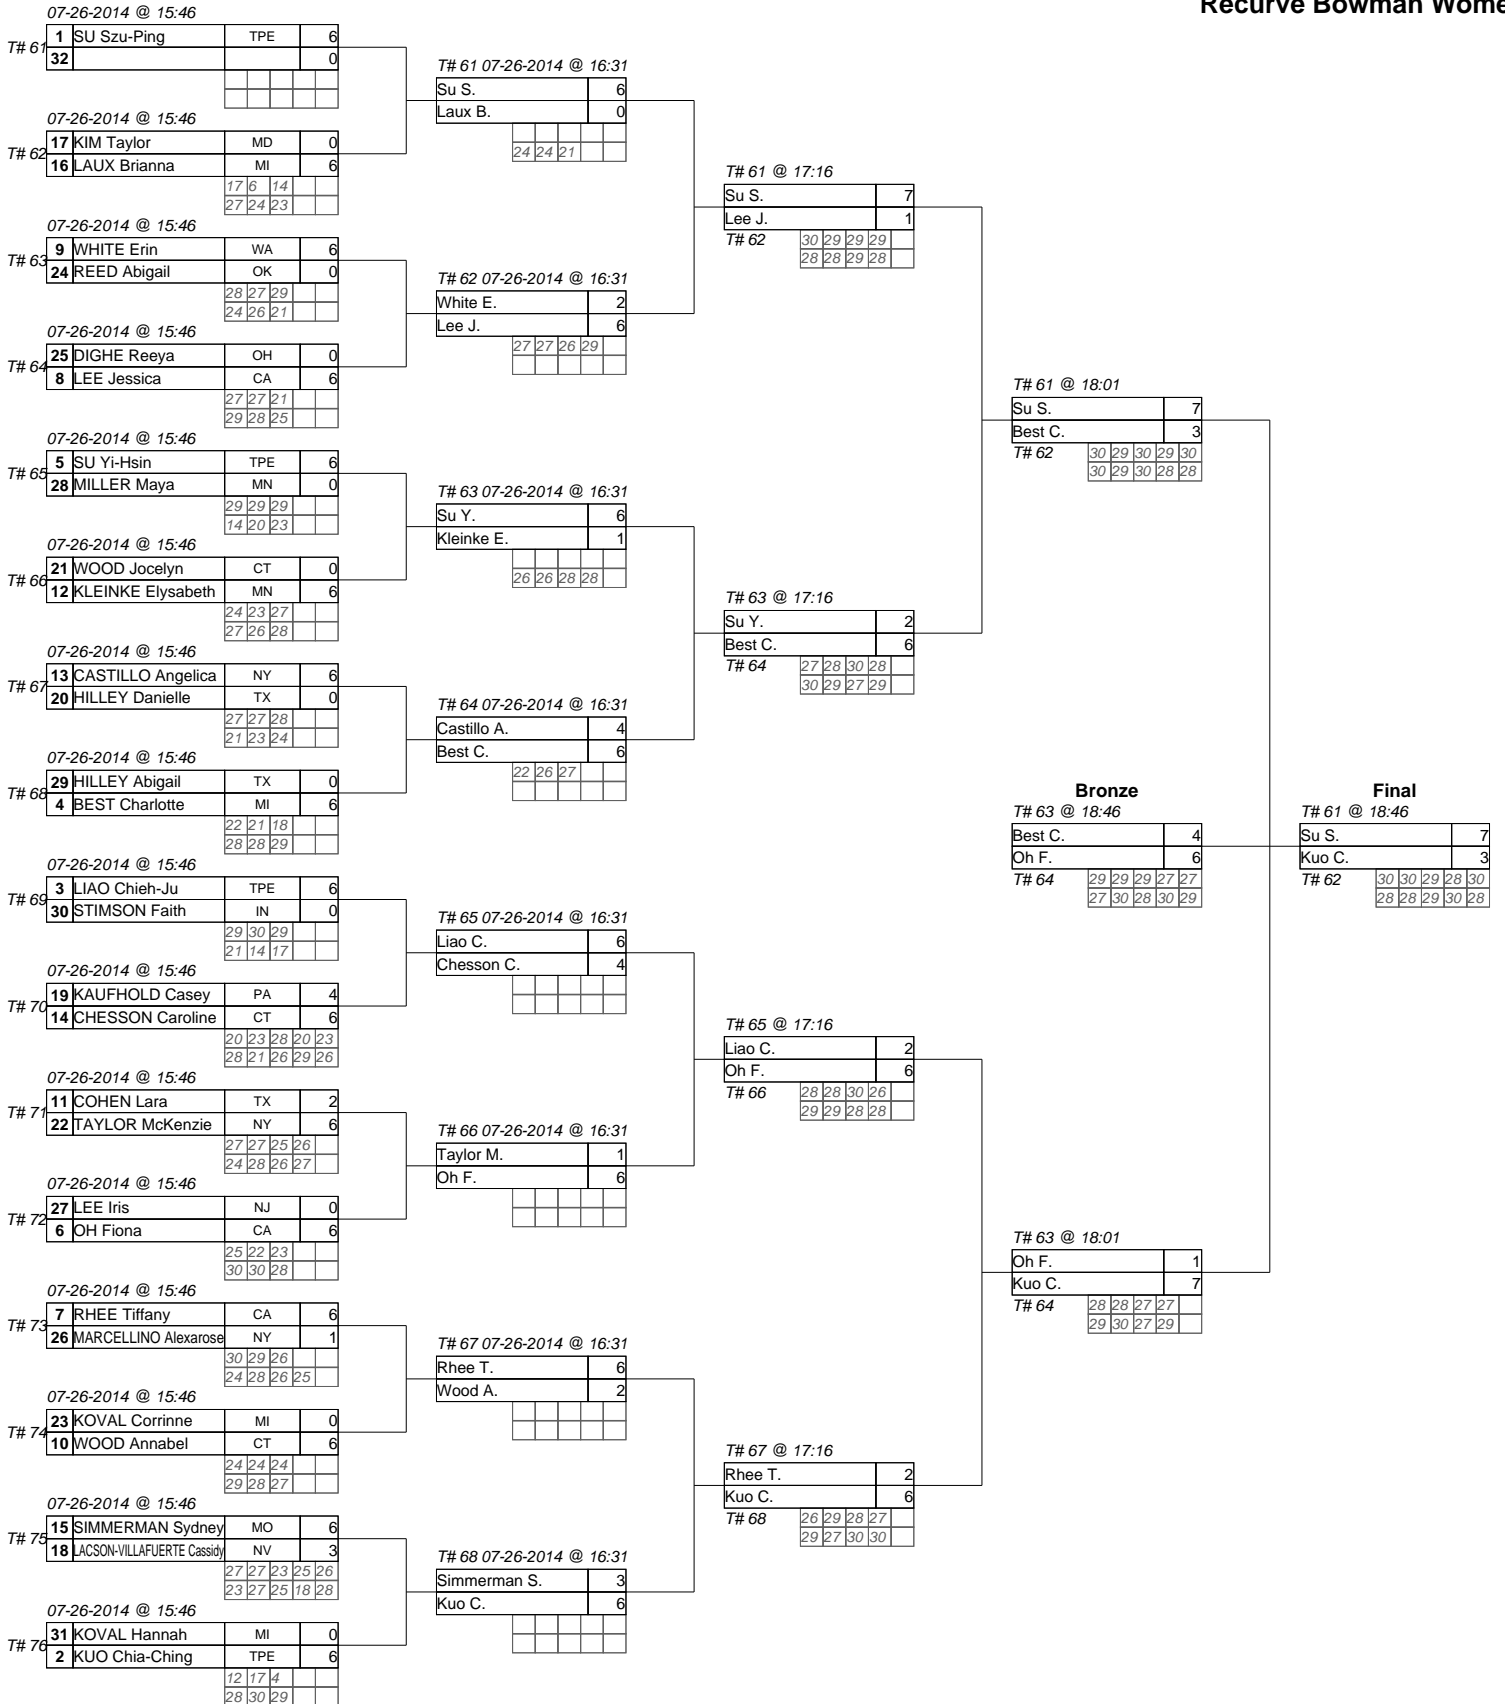 Recurve Bowman Wome
07-26-2014 @ 15:46
T# 61
1 SU Szu-Ping TPE 6
32 0
07-26-2014 @ 15:46
T# 62
17 KIM Taylor MD 0
16 LAUX Brianna MI 6
17 6 14
27 24 23
07-26-2014 @ 15:46
T# 63
9 WHITE Erin WA 6
24 REED Abigail OK 0
28 27 29
24 26 21
07-26-2014 @ 15:46
T# 64
25 DIGHE Reeya OH 0
8 LEE Jessica CA 6
27 27 21
29 28 25
07-26-2014 @ 15:46
T# 65
5 SU Yi-Hsin TPE 6
28 MILLER Maya MN 0
29 29 29
14 20 23
07-26-2014 @ 15:46
T# 66
21 WOOD Jocelyn CT 0
12 KLEINKE Elysabeth MN 6
24 23 27
27 26 28
07-26-2014 @ 15:46
T# 67
13 CASTILLO Angelica NY 6
20 HILLEY Danielle TX 0
27 27 28
21 23 24
07-26-2014 @ 15:46
T# 68
29 HILLEY Abigail TX 0
4 BEST Charlotte MI 6
22 21 18
28 28 29
07-26-2014 @ 15:46
T# 69
3 LIAO Chieh-Ju TPE 6
30 STIMSON Faith IN 0
29 30 29
21 14 17
07-26-2014 @ 15:46
T# 70
19 KAUFHOLD Casey PA 4
14 CHESSON Caroline CT 6
20 23 28 20 23
28 21 26 29 26
07-26-2014 @ 15:46
T# 71
11 COHEN Lara TX 2
22 TAYLOR McKenzie NY 6
27 27 25 26
24 28 26 27
07-26-2014 @ 15:46
T# 72
27 LEE Iris NJ 0
6 OH Fiona CA 6
25 22 23
30 30 28
07-26-2014 @ 15:46
T# 73
7 RHEE Tiffany CA 6
26 MARCELLINO Alexarose NY 1
30 29 26
24 28 26 25
07-26-2014 @ 15:46
T# 74
23 KOVAL Corrinne MI 0
10 WOOD Annabel CT 6
24 24 24
29 28 27
07-26-2014 @ 15:46
T# 75
15 SIMMERMAN Sydney MO 6
18 LACSON-VILLAFUERTE Cassidy NV 3
27 27 23 25 26
23 27 25 18 28
07-26-2014 @ 15:46
T# 76
31 KOVAL Hannah MI 0
2 KUO Chia-Ching TPE 6
12 17 4
28 30 29
T# 61 07-26-2014 @ 16:31
Su S. 6
Laux B. 0
24 24 21
T# 62 07-26-2014 @ 16:31
White E. 2
Lee J. 6
27 27 26 29
T# 63 07-26-2014 @ 16:31
Su Y. 6
Kleinke E. 1
26 26 28 28
T# 64 07-26-2014 @ 16:31
Castillo A. 4
Best C. 6
22 26 27
T# 65 07-26-2014 @ 16:31
Liao C. 6
Chesson C. 4
T# 66 07-26-2014 @ 16:31
Taylor M. 1
Oh F. 6
T# 67 07-26-2014 @ 16:31
Rhee T. 6
Wood A. 2
T# 68 07-26-2014 @ 16:31
Simmerman S. 3
Kuo C. 6
T# 61 @ 17:16
Su S. 7
Lee J. 1
T# 62 30 29 29 29
28 28 29 28
T# 63 @ 17:16
Su Y. 2
Best C. 6
T# 64 27 28 30 28
30 29 27 29
T# 65 @ 17:16
Liao C. 2
Oh F. 6
T# 66 28 28 30 26
29 29 28 28
T# 67 @ 17:16
Rhee T. 2
Kuo C. 6
T# 68 26 29 28 27
29 27 30 30
T# 61 @ 18:01
Su S. 7
Best C. 3
T# 62 30 29 30 29 30
30 29 30 28 28
T# 63 @ 18:01
Oh F. 1
Kuo C. 7
T# 64 28 28 27 27
29 30 27 29
Bronze
T# 63 @ 18:46
Best C. 4
Oh F. 6
T# 64 29 29 29 27 27
27 30 28 30 29
Final
T# 61 @ 18:46
Su S. 7
Kuo C. 3
T# 62 30 30 29 28 30
28 28 29 30 28